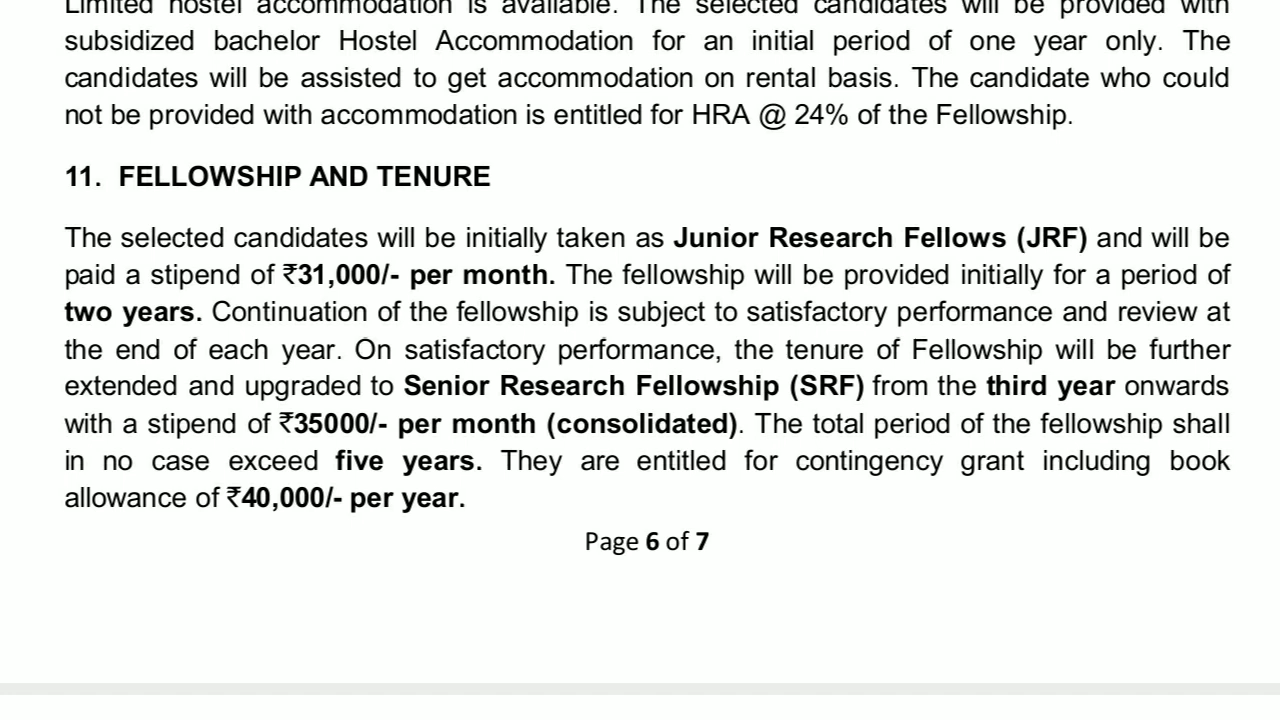 Limited hostel accommodation is available. The selected candidates will be provided with
subsidized bachelor Hostel Accommodation for an initial period of one year only. The
candidates will be assisted to get accommodation on rental basis. The candidate who could
not be provided with accommodation is entitled for HRA @ 24% of the Fellowship.
11. FELLOWSHIP AND TENURE
The selected candidates will be initially taken as Junior Research Fellows (JRF) and will be
paid a stipend of ₹31,000/- per month. The fellowship will be provided initially for a period of
two years. Continuation of the fellowship is subject to satisfactory performance and review at
the end of each year. On satisfactory performance, the tenure of Fellowship will be further
extended and upgraded to Senior Research Fellowship (SRF) from the third year onwards
with a stipend of ₹35000/- per month (consolidated). The total period of the fellowship shall
in no case exceed five years. They are entitled for contingency grant including book
allowance of ₹40,000/- per year.
Page 6 of 7